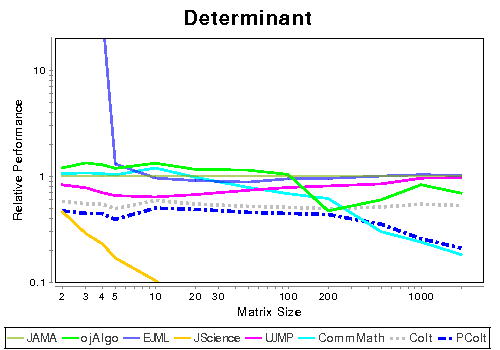 Determinant
10
1
0.1
Relative Performance
2 3 4 5 10 20 30 100 200 1000
Matrix Size
JAMA ojAlgo EJML JScience UJMP CommMath Colt PColt